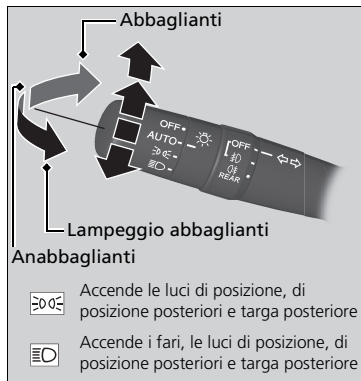 Abbaglianti
OFF
AUTO
OFF
REAR
Lampeggio abbaglianti
Anabbaglianti
Accende le luci di posizione, di
posizione posteriori e targa posteriore
Accende i fari, le luci di posizione, di
posizione posteriori e targa posteriore